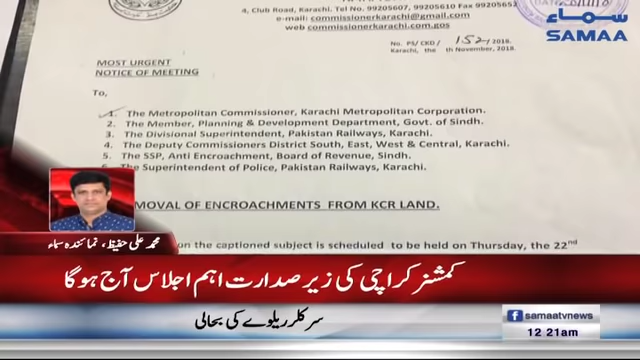 4, Club Road, Karachi. Tel No. 99205607, 99205610 Fax 9920565
e-mail: commissionerkarachi@gmail.com
web commissionerkarachi.com.gos
سماء
SAMAA
No. PS/ CKD/ 152/2018.
Karachi, the th November, 2018.
MOST URGENT
NOTICE OF MEETING
To,
1. The Metropolitan Commissioner, Karachi Metropolitan Corporation.
2. The Member, Planning & Development Department, Govt. of Sindh.
3. The Divisional Superintendent, Pakistan Railways, Karachi.
4. The Deputy Commissioners District South, East, West & Central, Karachi.
5. The SSP, Anti Encroachment, Board of Revenue, Sindh.
6. The Superintendent of Police, Pakistan Railways, Karachi.
MOVAL OF ENCROACHMENTS FROM KCR LAND.
on the captioned subject is scheduled to be held on Thursday, the 22nd
محمد علی حفیظ، نمائندہ سماء
کمشنر کراچی کی زیر صدارت اہم اجلاس آج ہوگا
سرکلر ریلوے کی بحالی
samaatvnews
12 21am